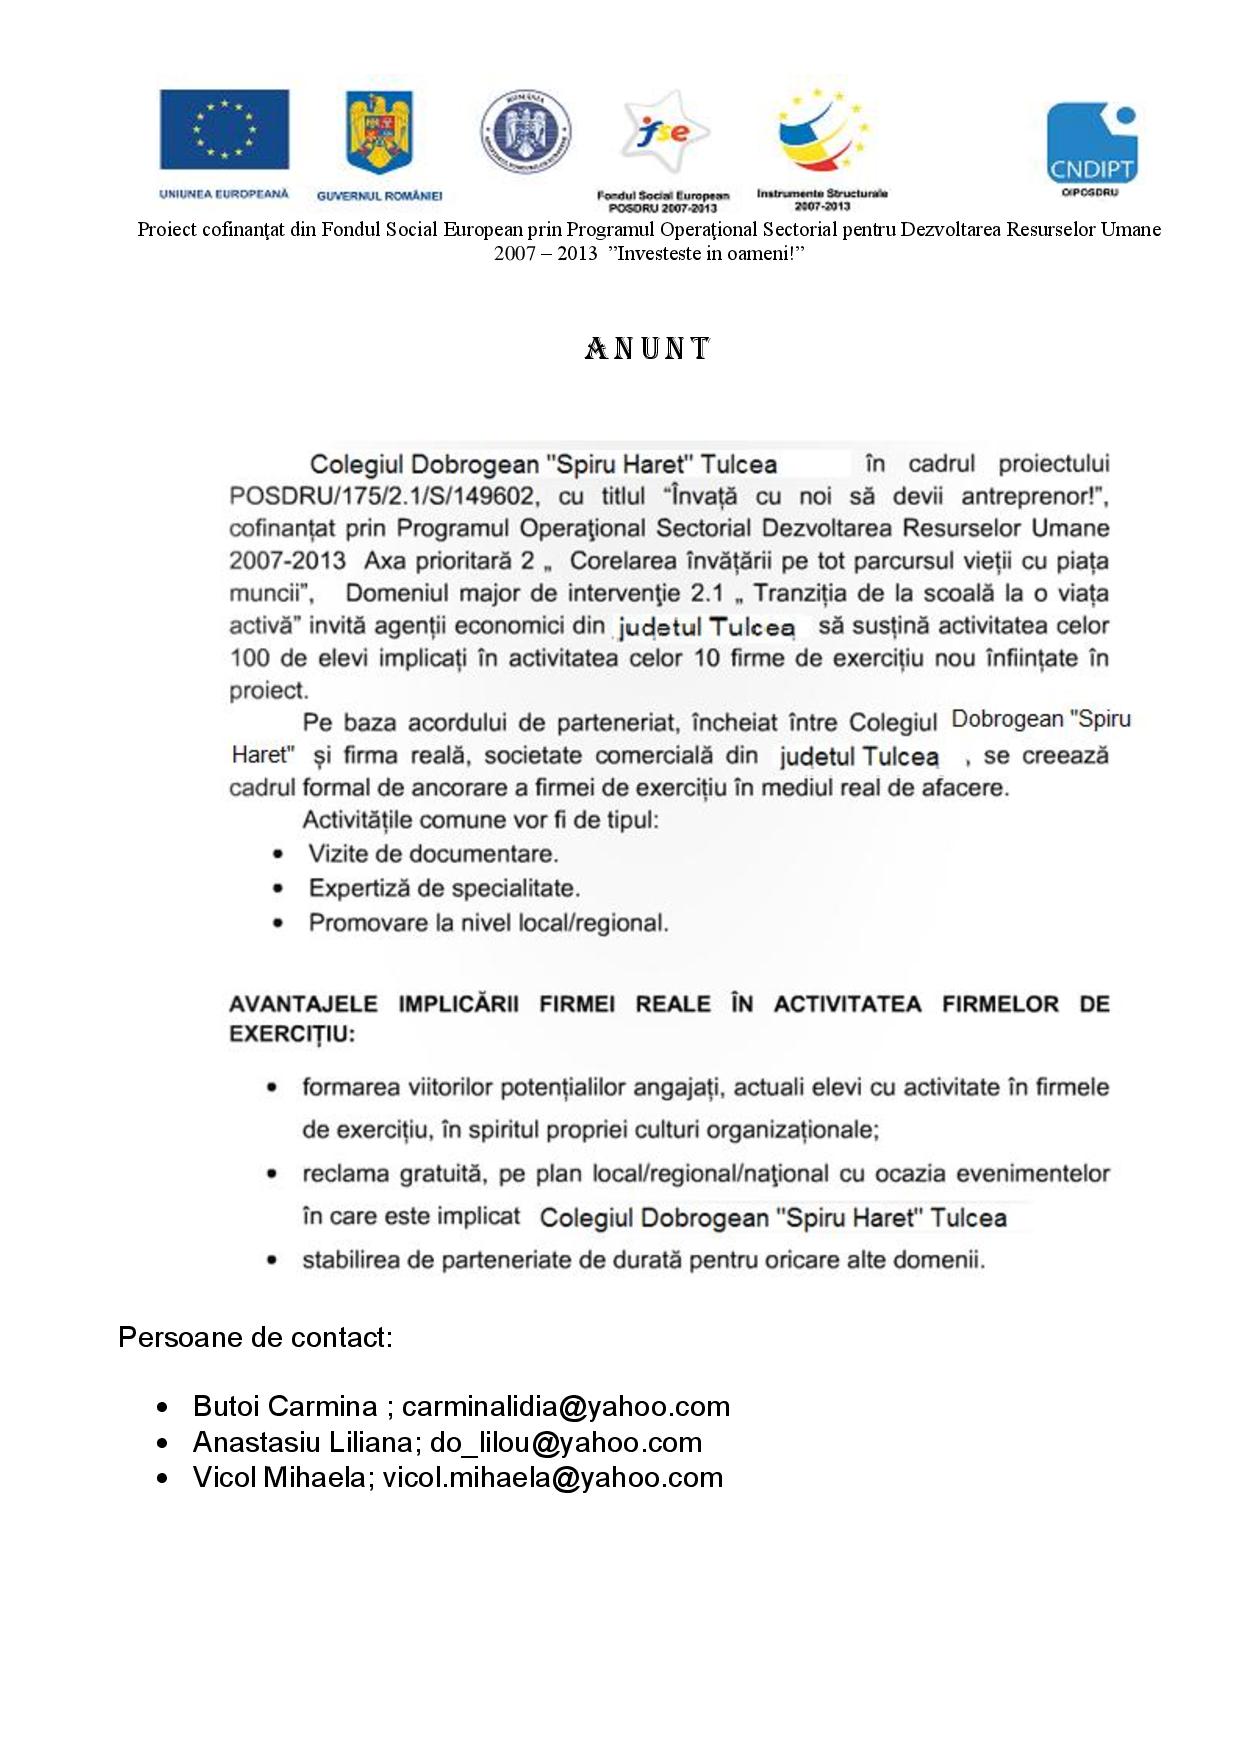 UNIUNEA EUROPEANĂ
GUVERNUL ROMÂNIEI
ROMÂNIA
fse
Fondul Social European
POSDRU 2007-2013
Instrumente Structurale
2007-2013
CNDIPT
OIPOSDRU
Proiect cofinanţat din Fondul Social European prin Programul Operaţional Sectorial pentru Dezvoltarea Resurselor Umane
2007 – 2013 ”Investeste in oameni!”
ANUNT
Colegiul Dobrogean "Spiru Haret" Tulcea în cadrul proiectului
POSDRU/175/2.1/S/149602, cu titlul “Învață cu noi să devii antreprenor!”,
cofinanțat prin Programul Operaţional Sectorial Dezvoltarea Resurselor Umane
2007-2013 Axa prioritară 2 „ Corelarea învățării pe tot parcursul vieții cu piața
muncii”, Domeniul major de intervenţie 2.1 „ Tranziția de la scoală la o viața
activă” invită agenții economici din judetul Tulcea să susțină activitatea celor
100 de elevi implicați în activitatea celor 10 firme de exercițiu nou înființate în
proiect.
Pe baza acordului de parteneriat, încheiat între Colegiul Dobrogean "Spiru
Haret" și firma reală, societate comercială din judetul Tulcea , se creează
cadrul formal de ancorare a firmei de exercițiu în mediul real de afacere.
Activitățile comune vor fi de tipul:
• Vizite de documentare.
• Expertiză de specialitate.
• Promovare la nivel local/regional.
AVANTAJELE IMPLICĂRII FIRMEI REALE ÎN ACTIVITATEA FIRMELOR DE
EXERCIȚIU:
• formarea viitorilor potențialilor angajați, actuali elevi cu activitate în firmele
de exercițiu, în spiritul propriei culturi organizaționale;
• reclama gratuită, pe plan local/regional/naţional cu ocazia evenimentelor
în care este implicat Colegiul Dobrogean "Spiru Haret" Tulcea
• stabilirea de parteneriate de durată pentru oricare alte domenii.
Persoane de contact:
• Butoi Carmina ; carminalidia@yahoo.com
• Anastasiu Liliana; do_lilou@yahoo.com
• Vicol Mihaela; vicol.mihaela@yahoo.com